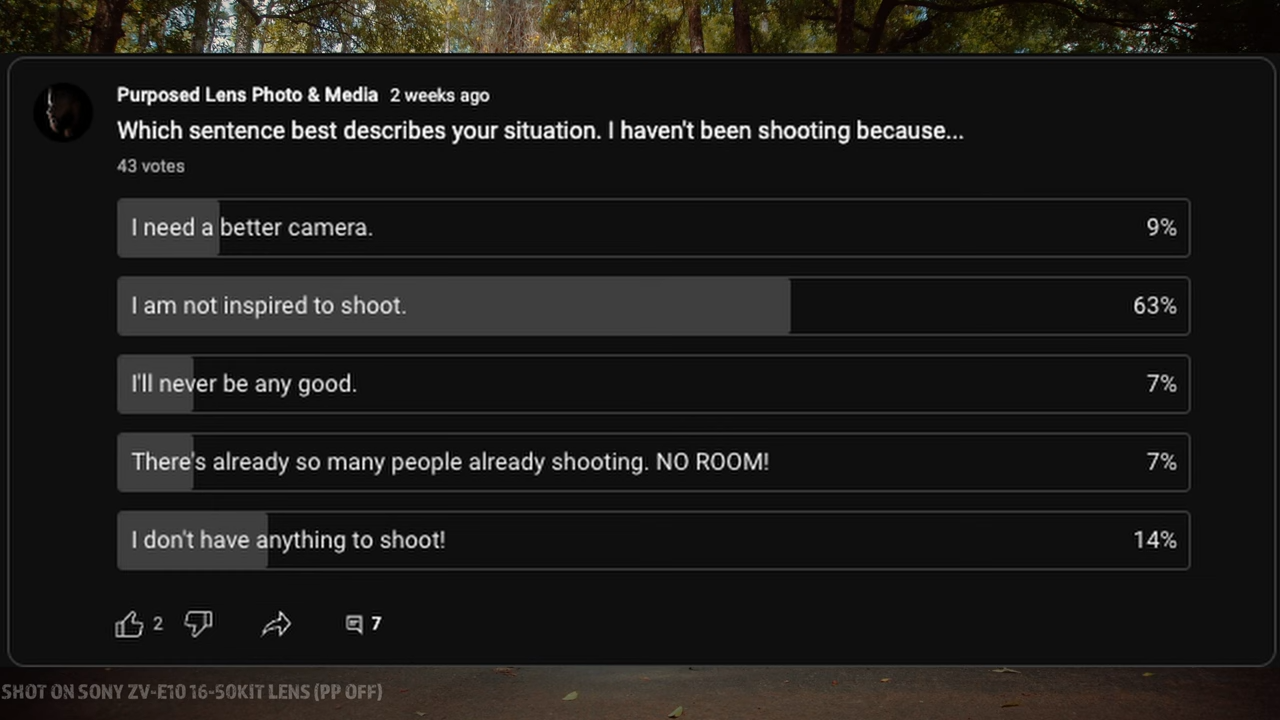 Purposed Lens Photo & Media 2 weeks ago
Which sentence best describes your situation. I haven't been shooting because...
43 votes
I need a better camera. 9%
I am not inspired to shoot. 63%
I'll never be any good. 7%
There's already so many people already shooting. NO ROOM! 7%
I don't have anything to shoot! 14%
2 7
SHOT ON SONY ZV-E10 16-50KIT LENS (PP OFF)